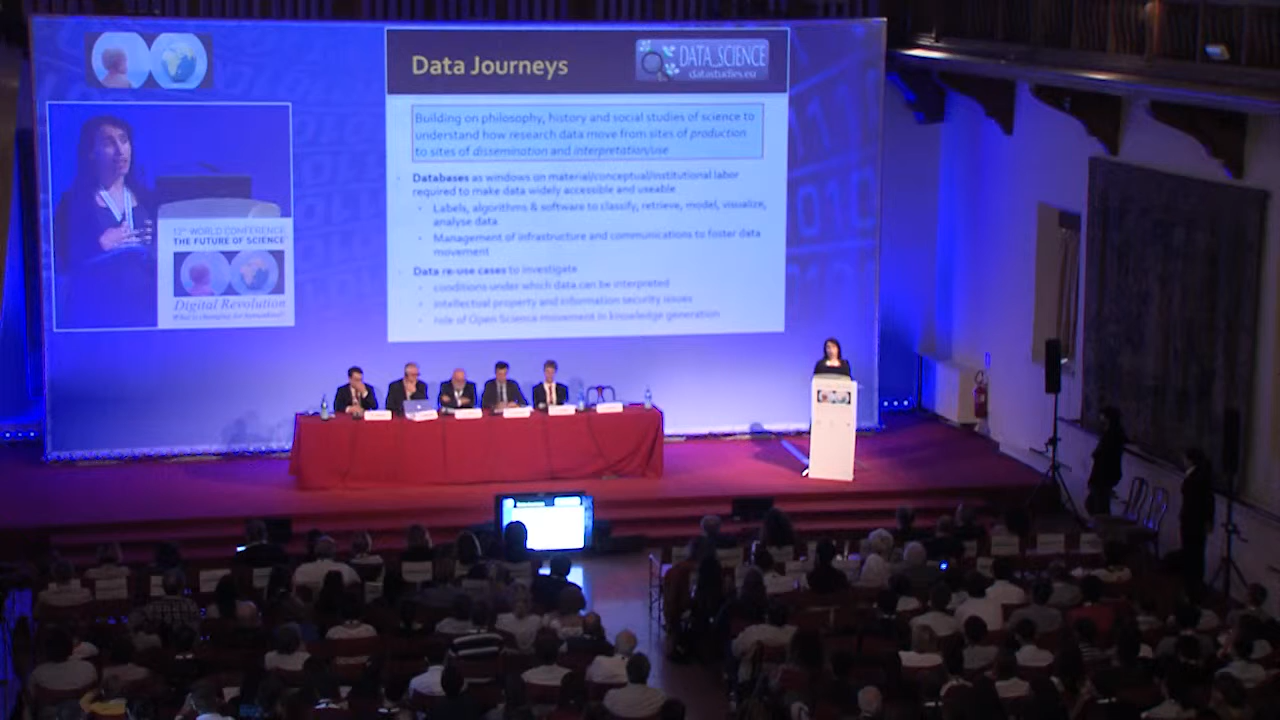 Data Journeys
DATA_SCIENCE
datastudies.eu
Building on philosophy, history and social studies of science to
understand how research data move from sites of production
to sites of dissemination and interpretation/use
Databases as windows on material/conceptual/institutional labor
required to make data widely accessible and useable
Labels, algorithms & software to classify, retrieve, model, visualize,
analyse data
Management of infrastructure and communications to foster data
movement
Data re-use cases to investigate
conditions under which data can be interpreted
intellectual property and information security issues
role of Open Science movement in knowledge generation
WORLD CONFERENCE
THE FUTURE OF SCIENCE
Digital Revolution